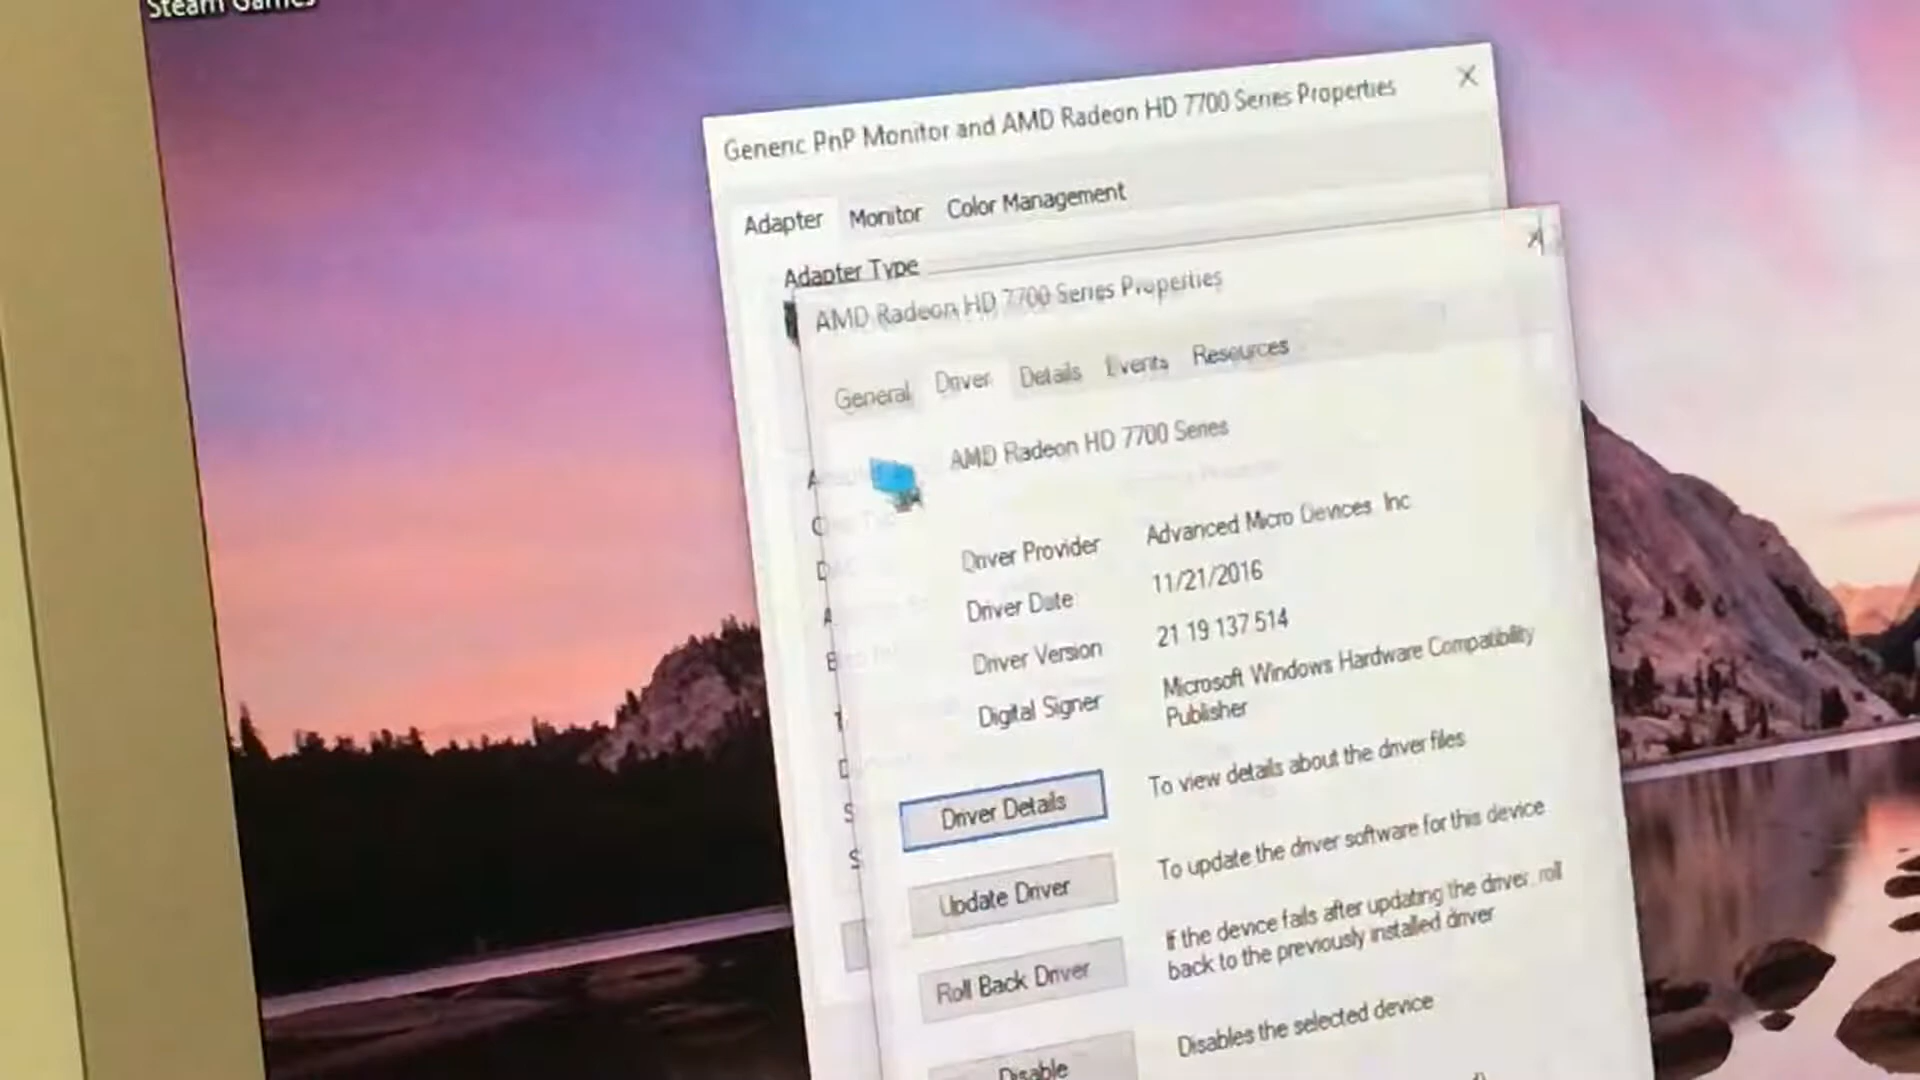 Steam Games
Generic PnP Monitor and AMD Radeon HD 7700 Series Properties
Adapter Monitor Color Management
Adapter Type
AMD Radeon HD 7700 Series Properties
General Driver Details Events Resources
AMD Radeon HD 7700 Series
Driver Provider Advanced Micro Devices Inc
Driver Date 11/21/2016
Driver Version 21 19 137 514
Digital Signer Microsoft Windows Hardware Compatibility
Publisher
Driver Details To view details about the driver files
Update Driver To update the driver software for this device
Roll Back Driver If the device fails after updating the driver, roll
back to the previously installed driver
Disable Disables the selected device